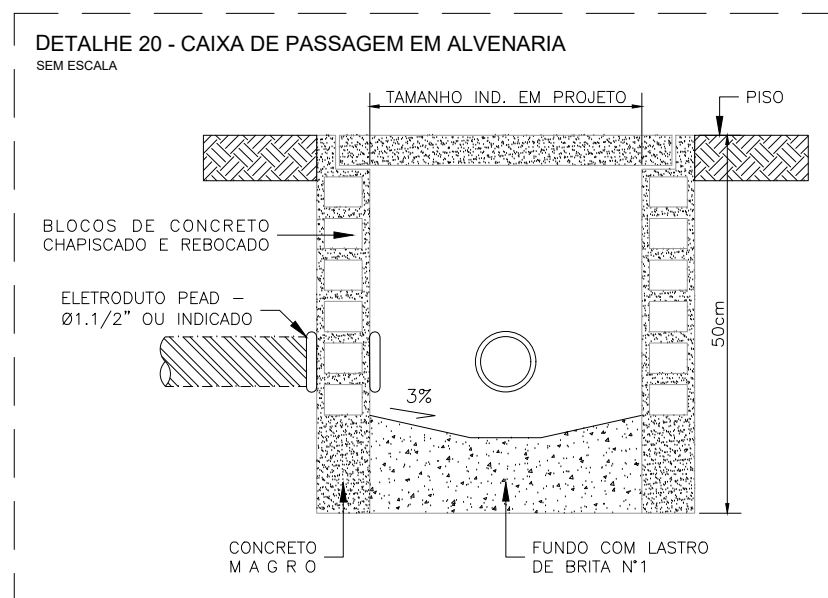 DETALHE 20 - CAIXA DE PASSAGEM EM ALVENARIA
SEM ESCALA
TAMANHO IND. EM PROJETO
PISO
BLOCOS DE CONCRETO
CHAPISCADO E REBOCADO
ELETRODUTO PEAD –
Ø1.1/2" OU INDICADO
50cm
3%
CONCRETO
MAGRO
FUNDO COM LASTRO
DE BRITA N°1